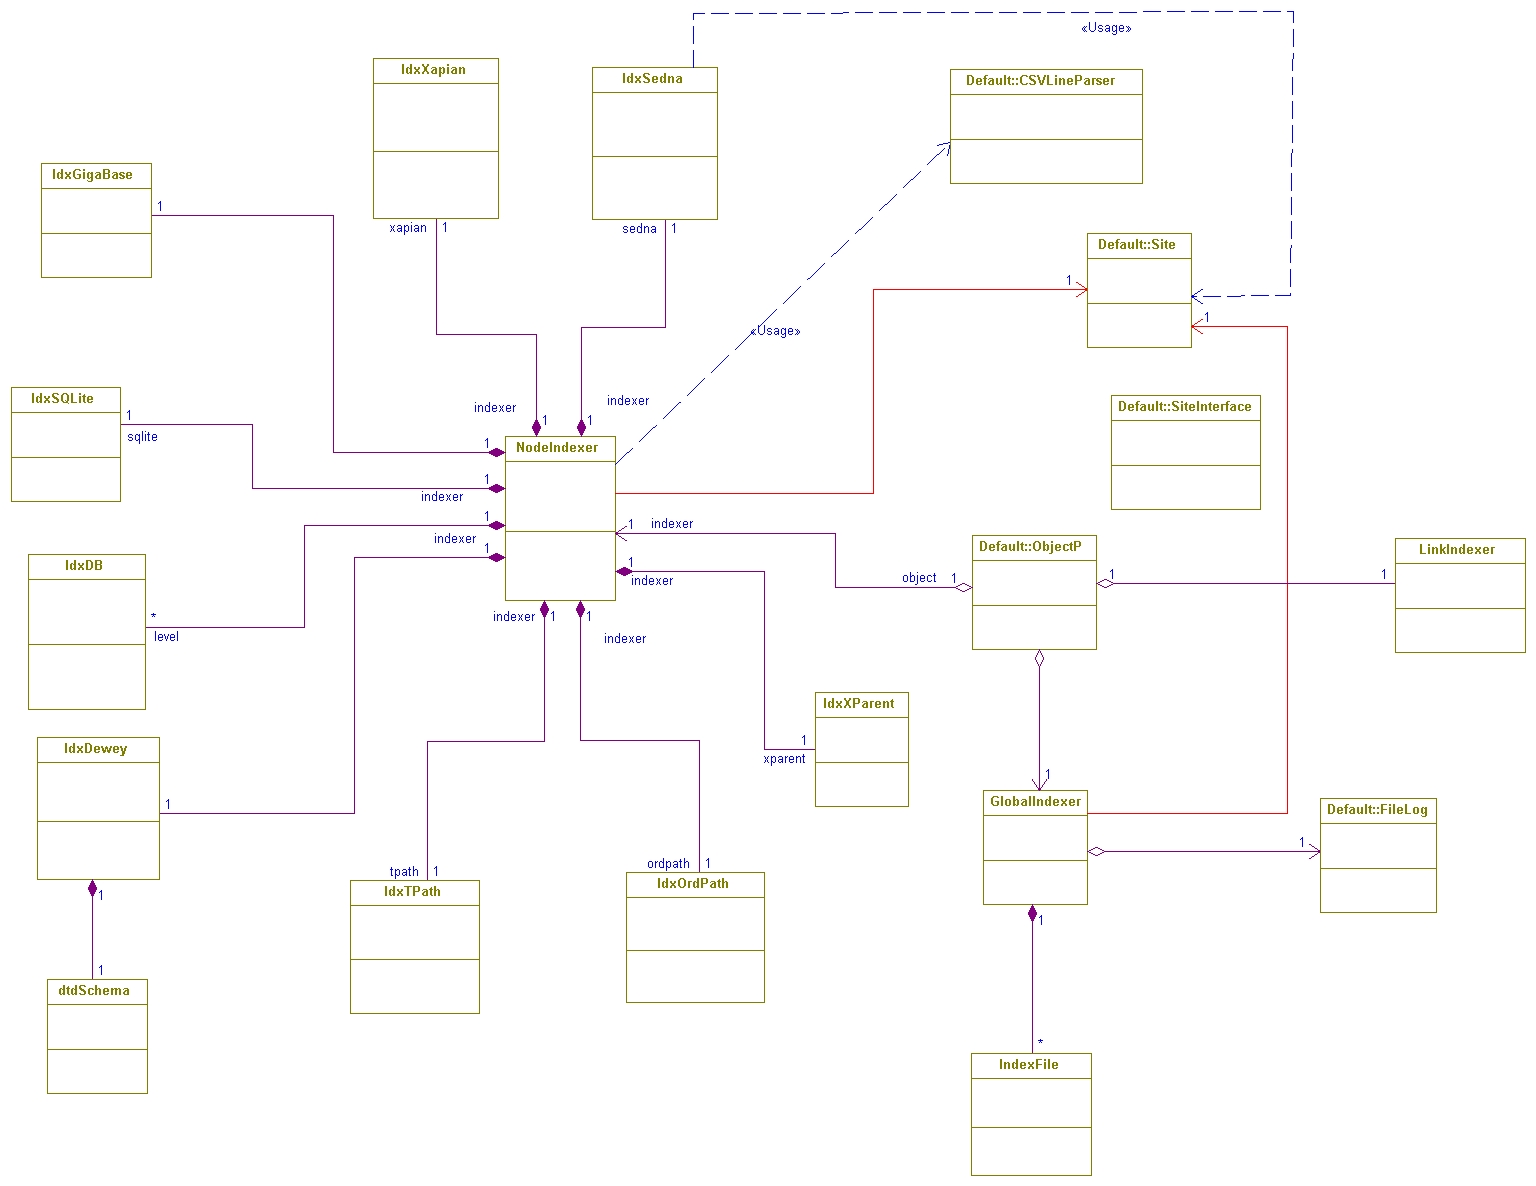 «Usage»
IdxXapian
IdxSedna
Default::CSVLineParser
IdxGigaBase
1
xapian 1
sedna 1
Default::Site
1
1
«Usage»
IdxSQLite
1
sqlite
indexer
indexer
1
1
Default::SiteInterface
1
NodeIndexer
1
indexer
1
indexer
1
1 indexer
Default::ObjectP
LinkIndexer
IdxDB
*
level
1
indexer
object 1
1
1
indexer 1
1
indexer
IdxXParent
1
xparent
IdxDewey
1
1
GlobalIndexer
Default::FileLog
1
tpath 1
ordpath 1
IdxTPath
IdxOrdPath
1
1
1
dtdSchema
*
IndexFile